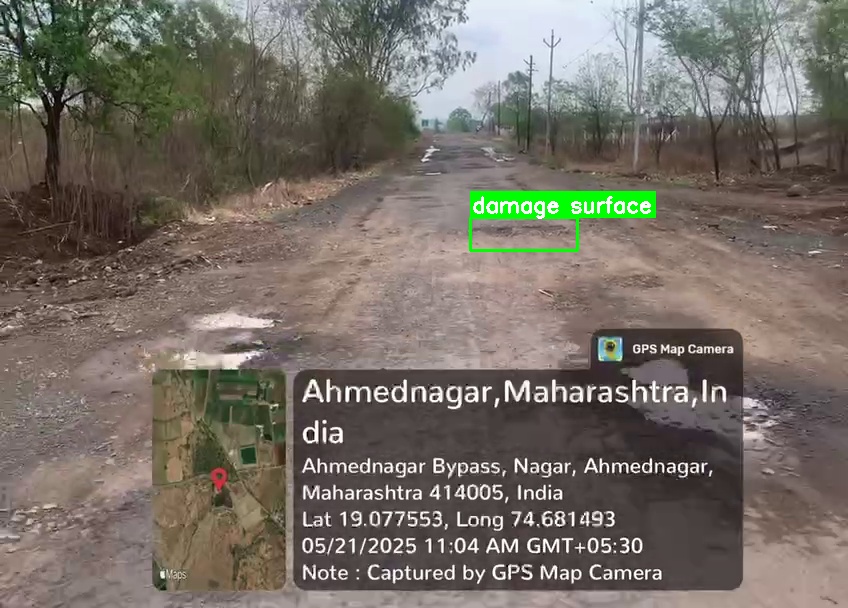 damage surface
GPS Map Camera
Ahmednagar,Maharashtra,In
dia
Ahmednagar Bypass, Nagar, Ahmednagar,
Maharashtra 414005, India
Lat 19.077553, Long 74.681493
05/21/2025 11:04 AM GMT+05:30
Note : Captured by GPS Map Camera
Maps